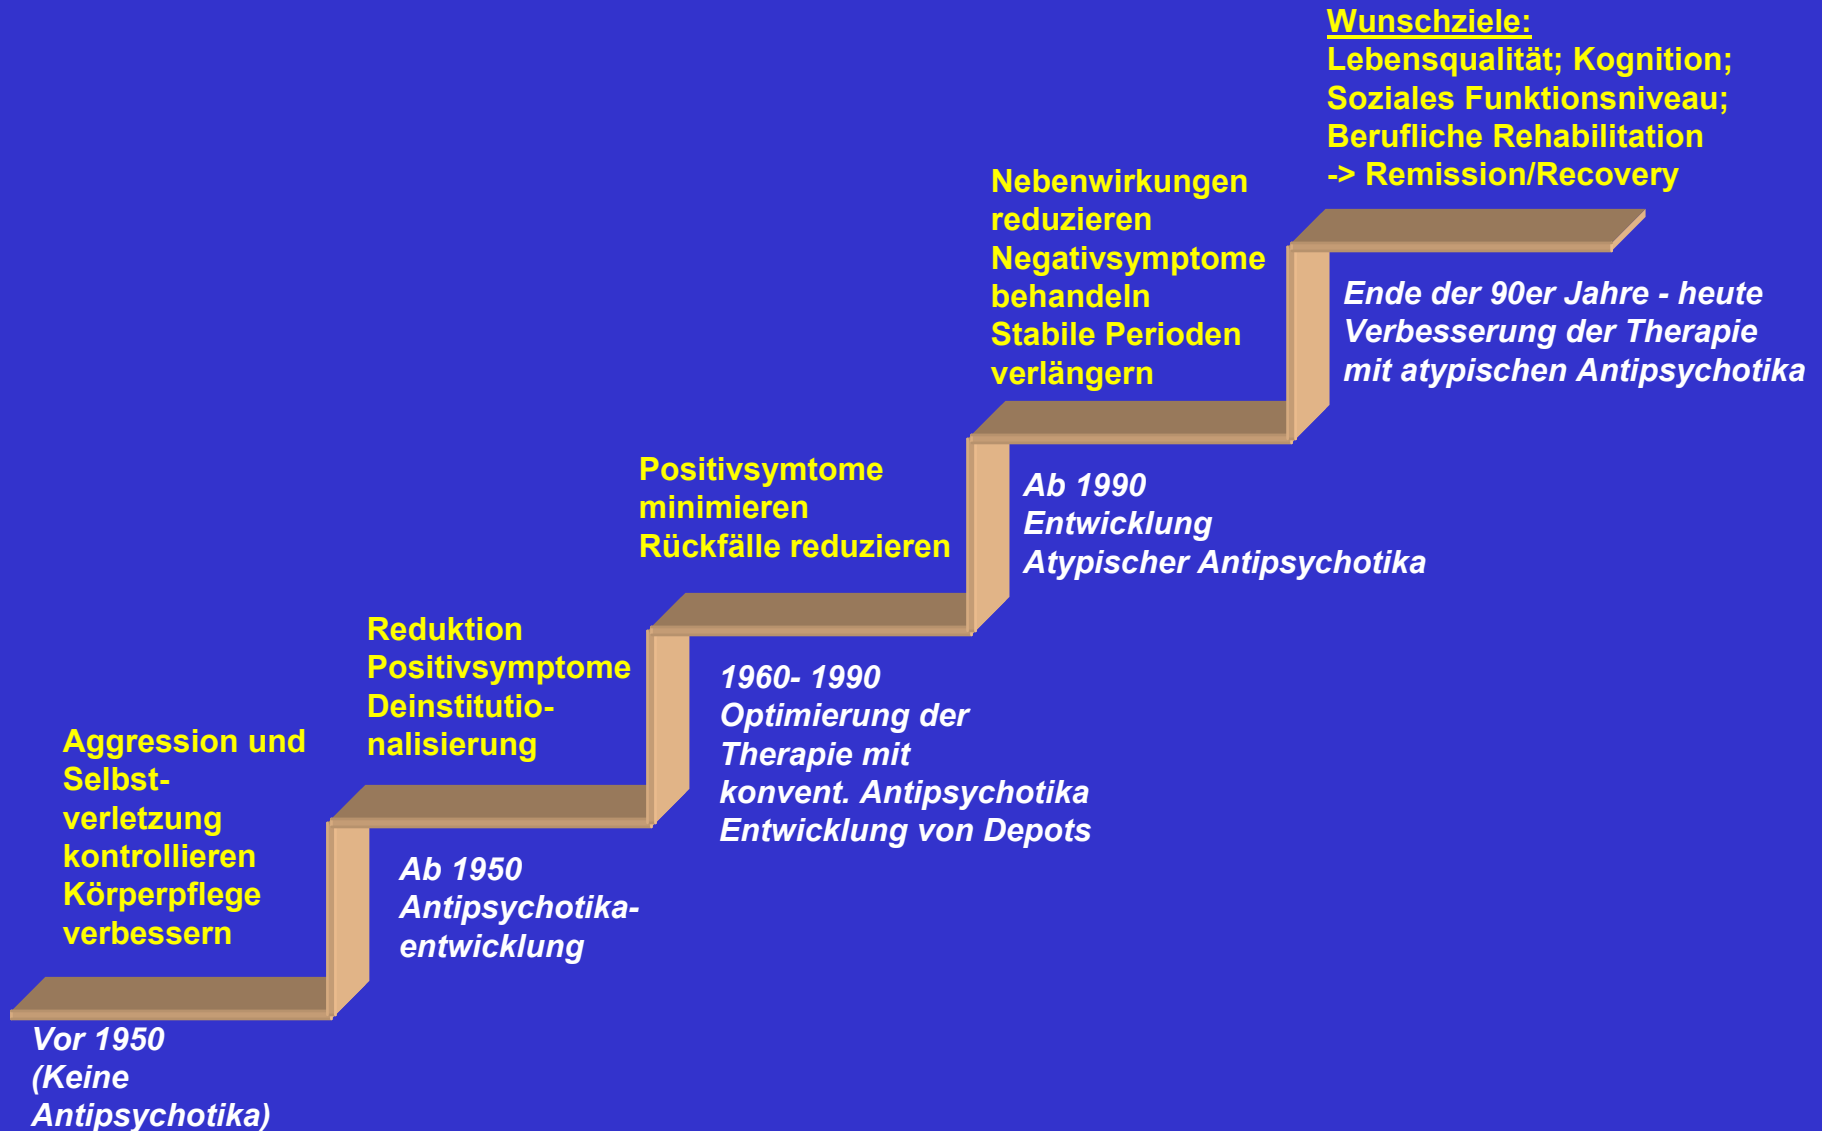 Wunschziele:
Lebensqualität; Kognition;
Soziales Funktionsniveau;
Berufliche Rehabilitation
-> Remission/Recovery
Ende der 90er Jahre - heute
Verbesserung der Therapie
mit atypischen Antipsychotika
Nebenwirkungen
reduzieren
Negativsymptome
behandeln
Stabile Perioden
verlängern
Ab 1990
Entwicklung
Atypischer Antipsychotika
Positivsymtome
minimieren
Rückfälle reduzieren
1960- 1990
Optimierung der
Therapie mit
konvent. Antipsychotika
Entwicklung von Depots
Reduktion
Positivsymptome
Deinstitutio-
nalisierung
Ab 1950
Antipsychotika-
entwicklung
Aggression und
Selbst-
verletzung
kontrollieren
Körperpflege
verbessern
Vor 1950
(Keine
Antipsychotika)